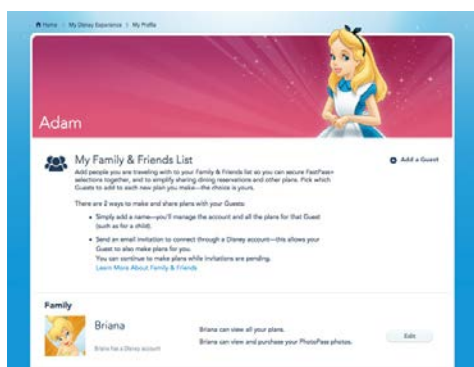 Home | My Disney Experience | My Profile
Adam
My Family & Friends List
Add a Guest
Add people you are traveling with to your Family & Friends list so you can secure FastPass+
selections together, and to simplify sharing dining reservations and other plans. Pick which
Guests to add to each new plan you make—the choice is yours.
There are 2 ways to make and share plans with your Guests:
• Simply add a name—you'll manage the account and all the plans for that Guest
(such as for a child).
• Send an email invitation to connect through a Disney account—this allows your
Guest to also make plans for you.
You can continue to make plans while invitations are pending.
Learn More About Family & Friends
Family
Briana
Briana has a Disney account
Briana can view all your plans.
Briana can view and purchase your PhotoPass photos.
Edit